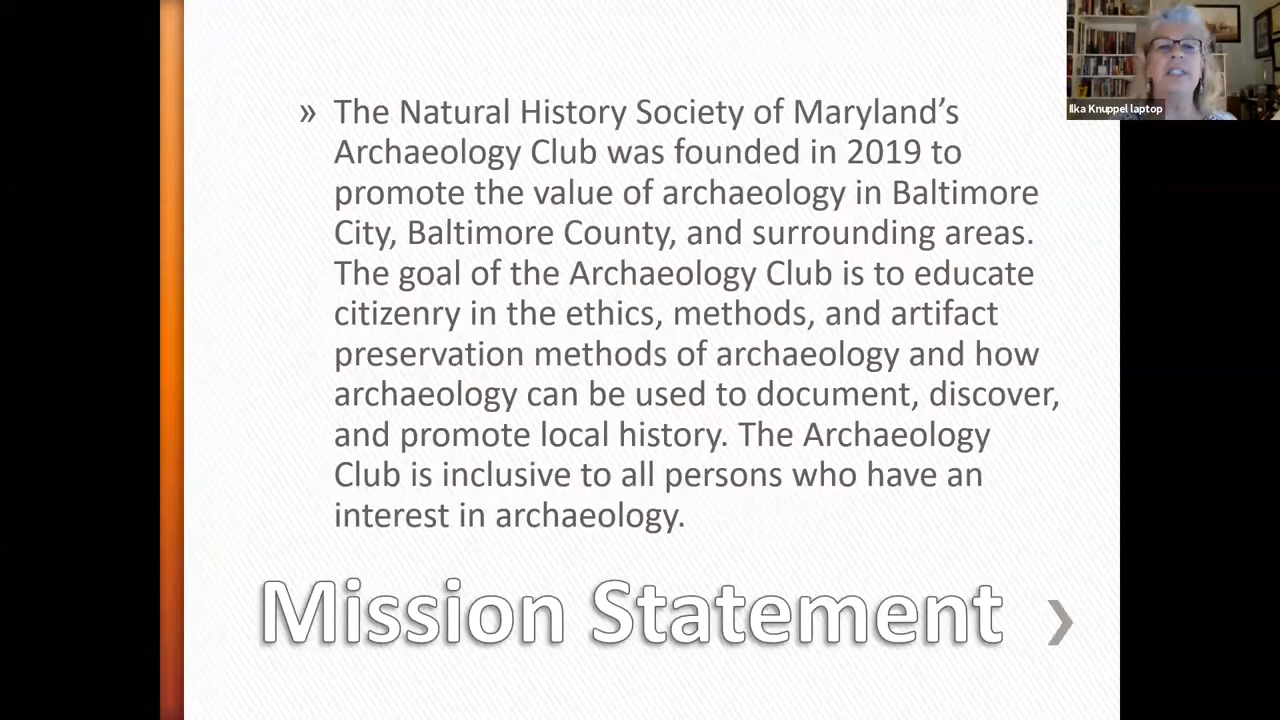 » The Natural History Society of Maryland’s
Archaeology Club was founded in 2019 to
promote the value of archaeology in Baltimore
City, Baltimore County, and surrounding areas.
The goal of the Archaeology Club is to educate
citizenry in the ethics, methods, and artifact
preservation methods of archaeology and how
archaeology can be used to document, discover,
and promote local history. The Archaeology
Club is inclusive to all persons who have an
interest in archaeology.
Mission Statement
Ilka Knuppel laptop